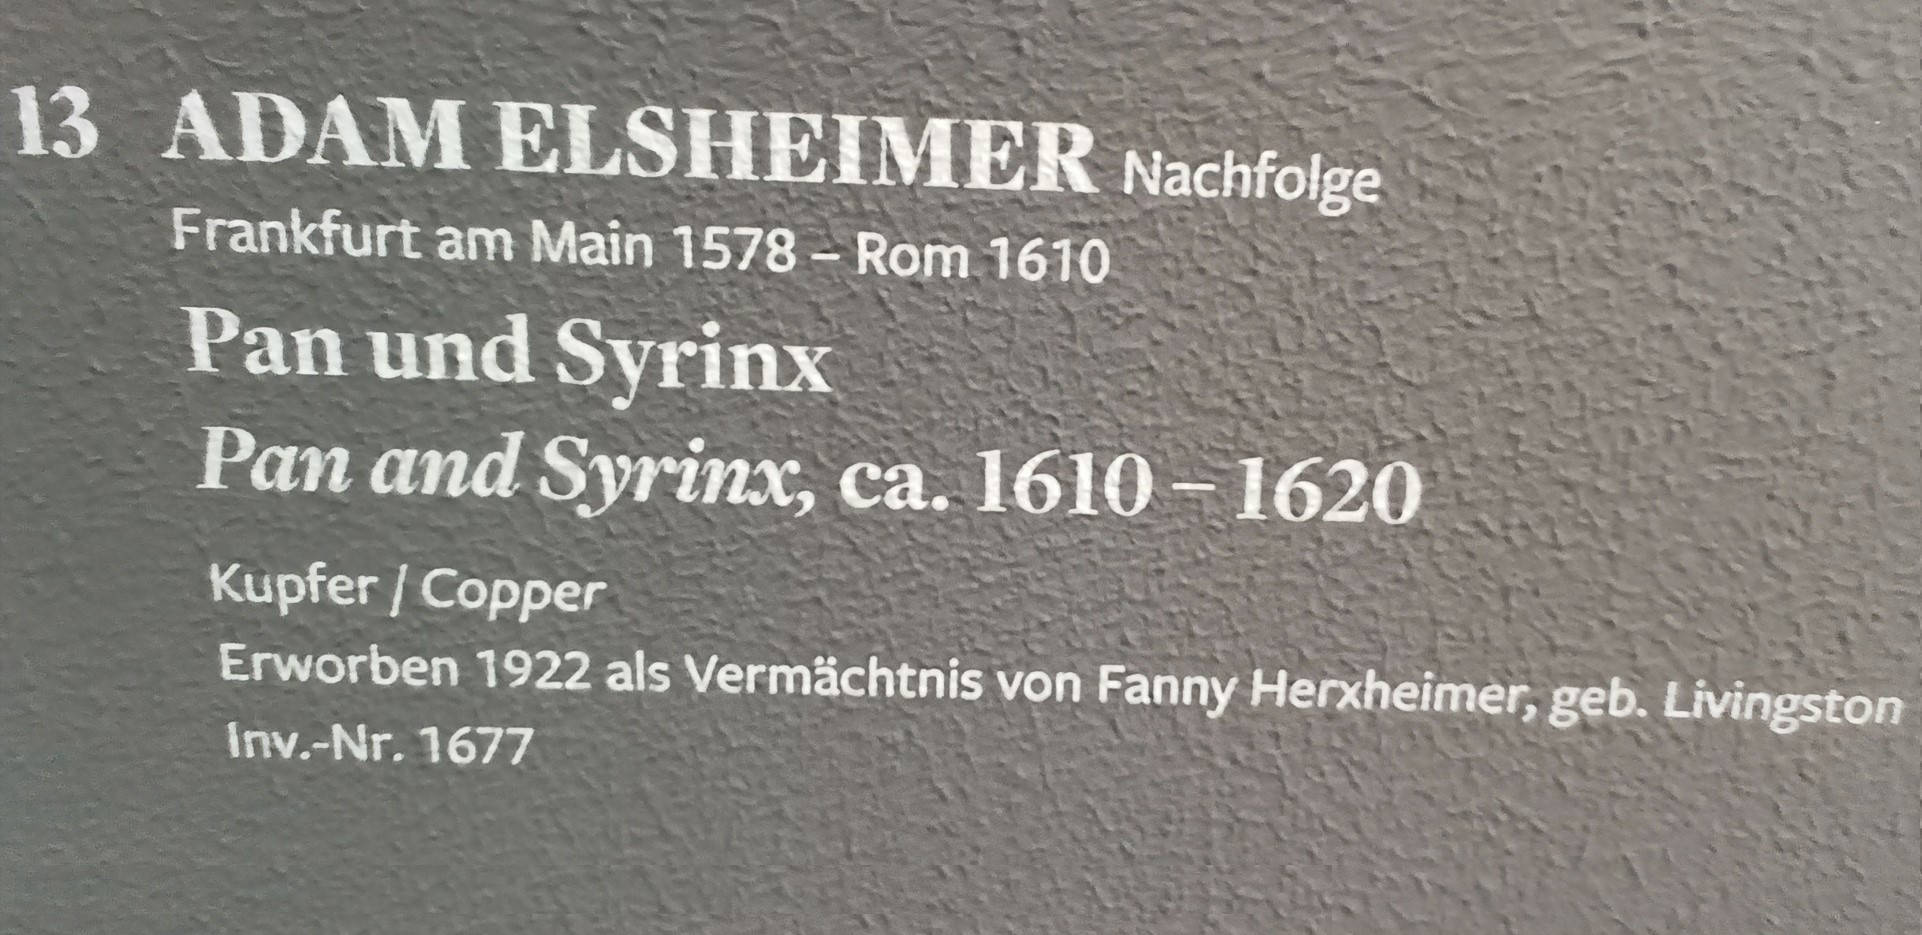 13 ADAM ELSHEIMER Nachfolge
Frankfurt am Main 1578 – Rom 1610
Pan und Syrinx
Pan and Syrinx, ca. 1610 – 1620
Kupfer / Copper
Erworben 1922 als Vermächtnis von Fanny Herxheimer, geb. Livingston
Inv.-Nr. 1677